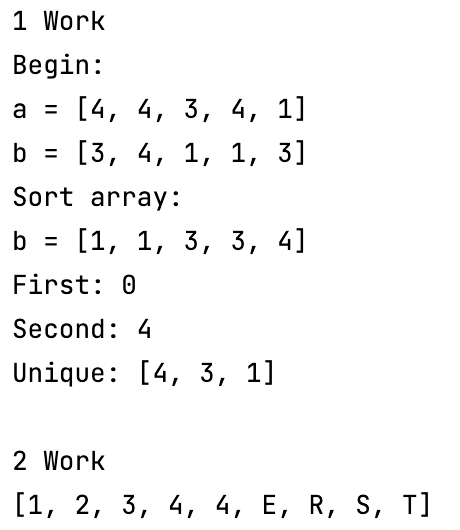 1 Work
Begin:
a = [4, 4, 3, 4, 1]
b = [3, 4, 1, 1, 3]
Sort array:
b = [1, 1, 3, 3, 4]
First: 0
Second: 4
Unique: [4, 3, 1]

2 Work
[1, 2, 3, 4, 4, E, R, S, T]